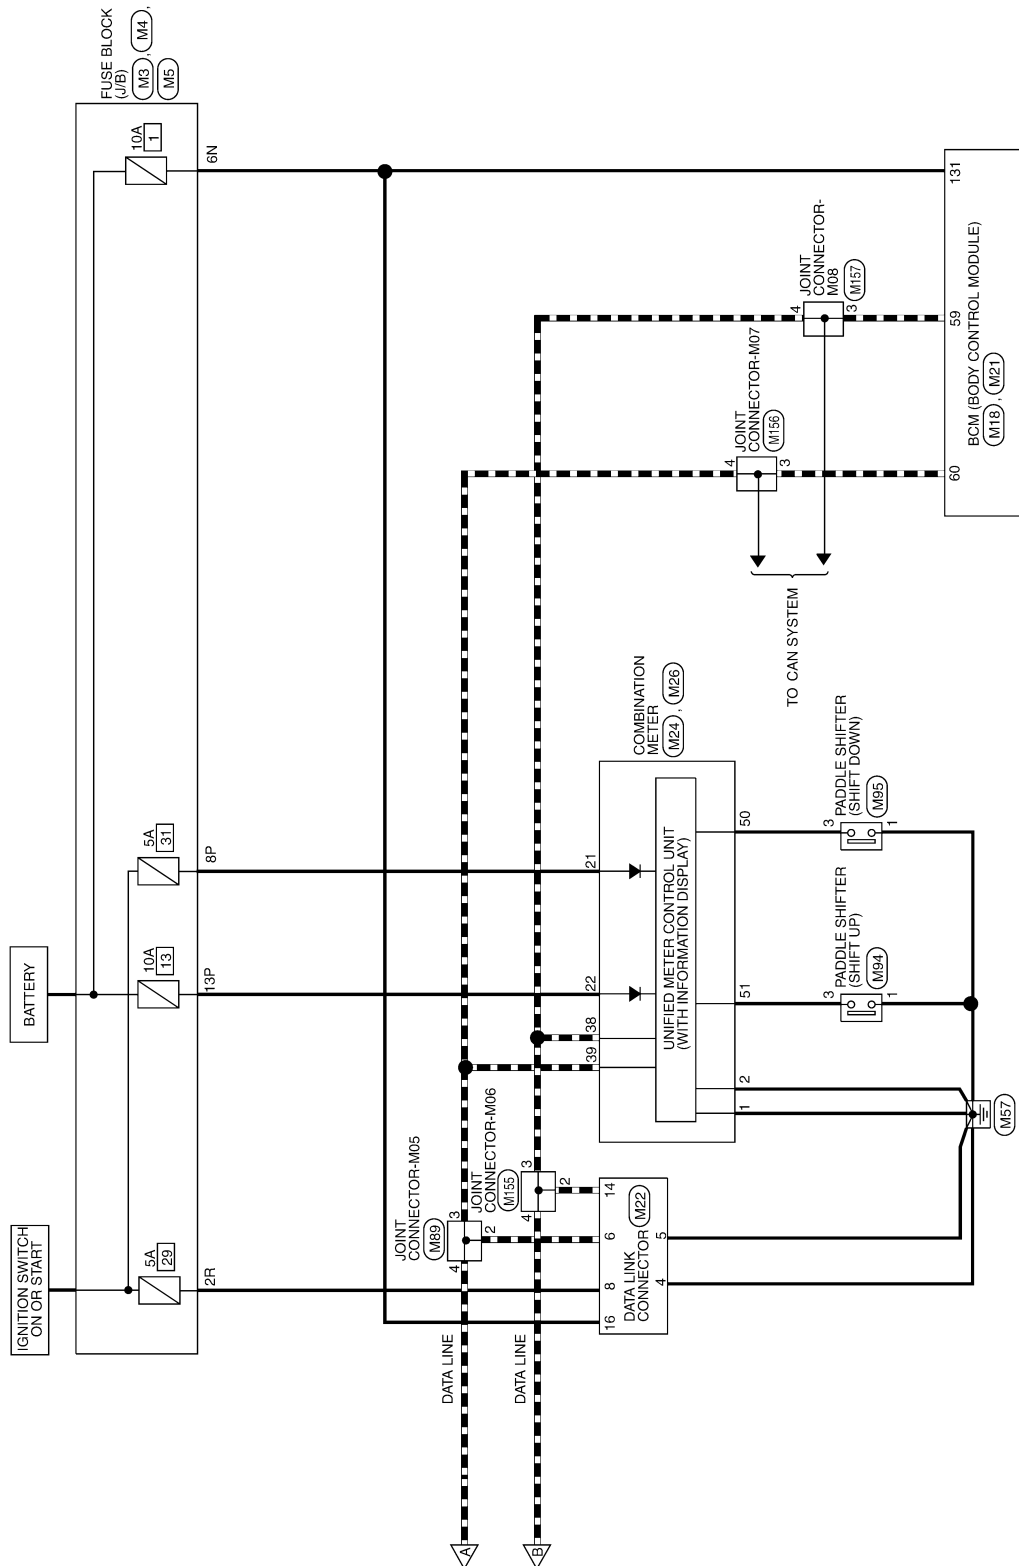 IGNITION SWITCH
ON OR START
BATTERY
FUSE BLOCK
(J/B)
M3 , M4 ,
M5
5A
29
10A
13
5A
31
10A
1
2R
13P
8P
6N
DATA LINE
DATA LINE
A
B
JOINT
CONNECTOR-M05
M89
4
3
2
JOINT
CONNECTOR-M06
M155
4
3
2
16
8
6
14
DATA LINK
CONNECTOR
M22
4
5
39
38
22
21
COMBINATION
METER
M24 , M26
UNIFIED METER CONTROL UNIT
(WITH INFORMATION DISPLAY)
1
2
51
50
PADDLE SHIFTER
(SHIFT UP)
M94
3
1
PADDLE SHIFTER
(SHIFT DOWN)
M95
3
1
M57
TO CAN SYSTEM
JOINT
CONNECTOR-M07
M156
4
3
JOINT
CONNECTOR-
M08
M157
4
3
60
59
131
BCM (BODY CONTROL MODULE)
M18 , M21